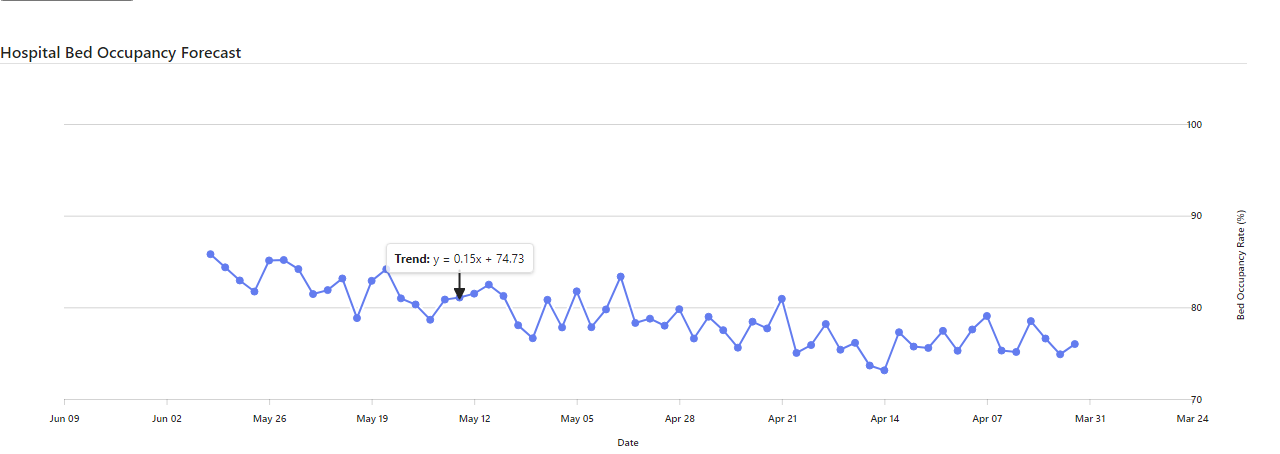 Hospital Bed Occupancy Forecast
100
90
Trend: y = 0.15x + 74.73
Bed Occupancy Rate (%)
80
70
Jun 09 Jun 02 May 26 May 19 May 12 May 05 Apr 28 Apr 21 Apr 14 Apr 07 Mar 31 Mar 24
Date